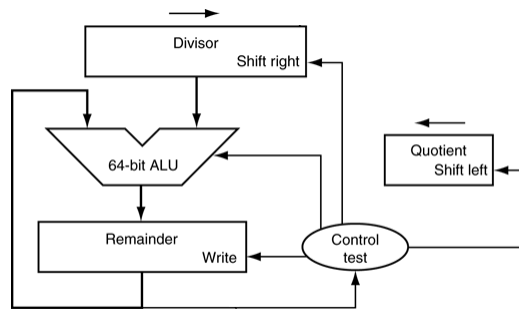 Divisor
Shift right
64-bit ALU
Quotient
Shift left
Remainder
Write
Control
test